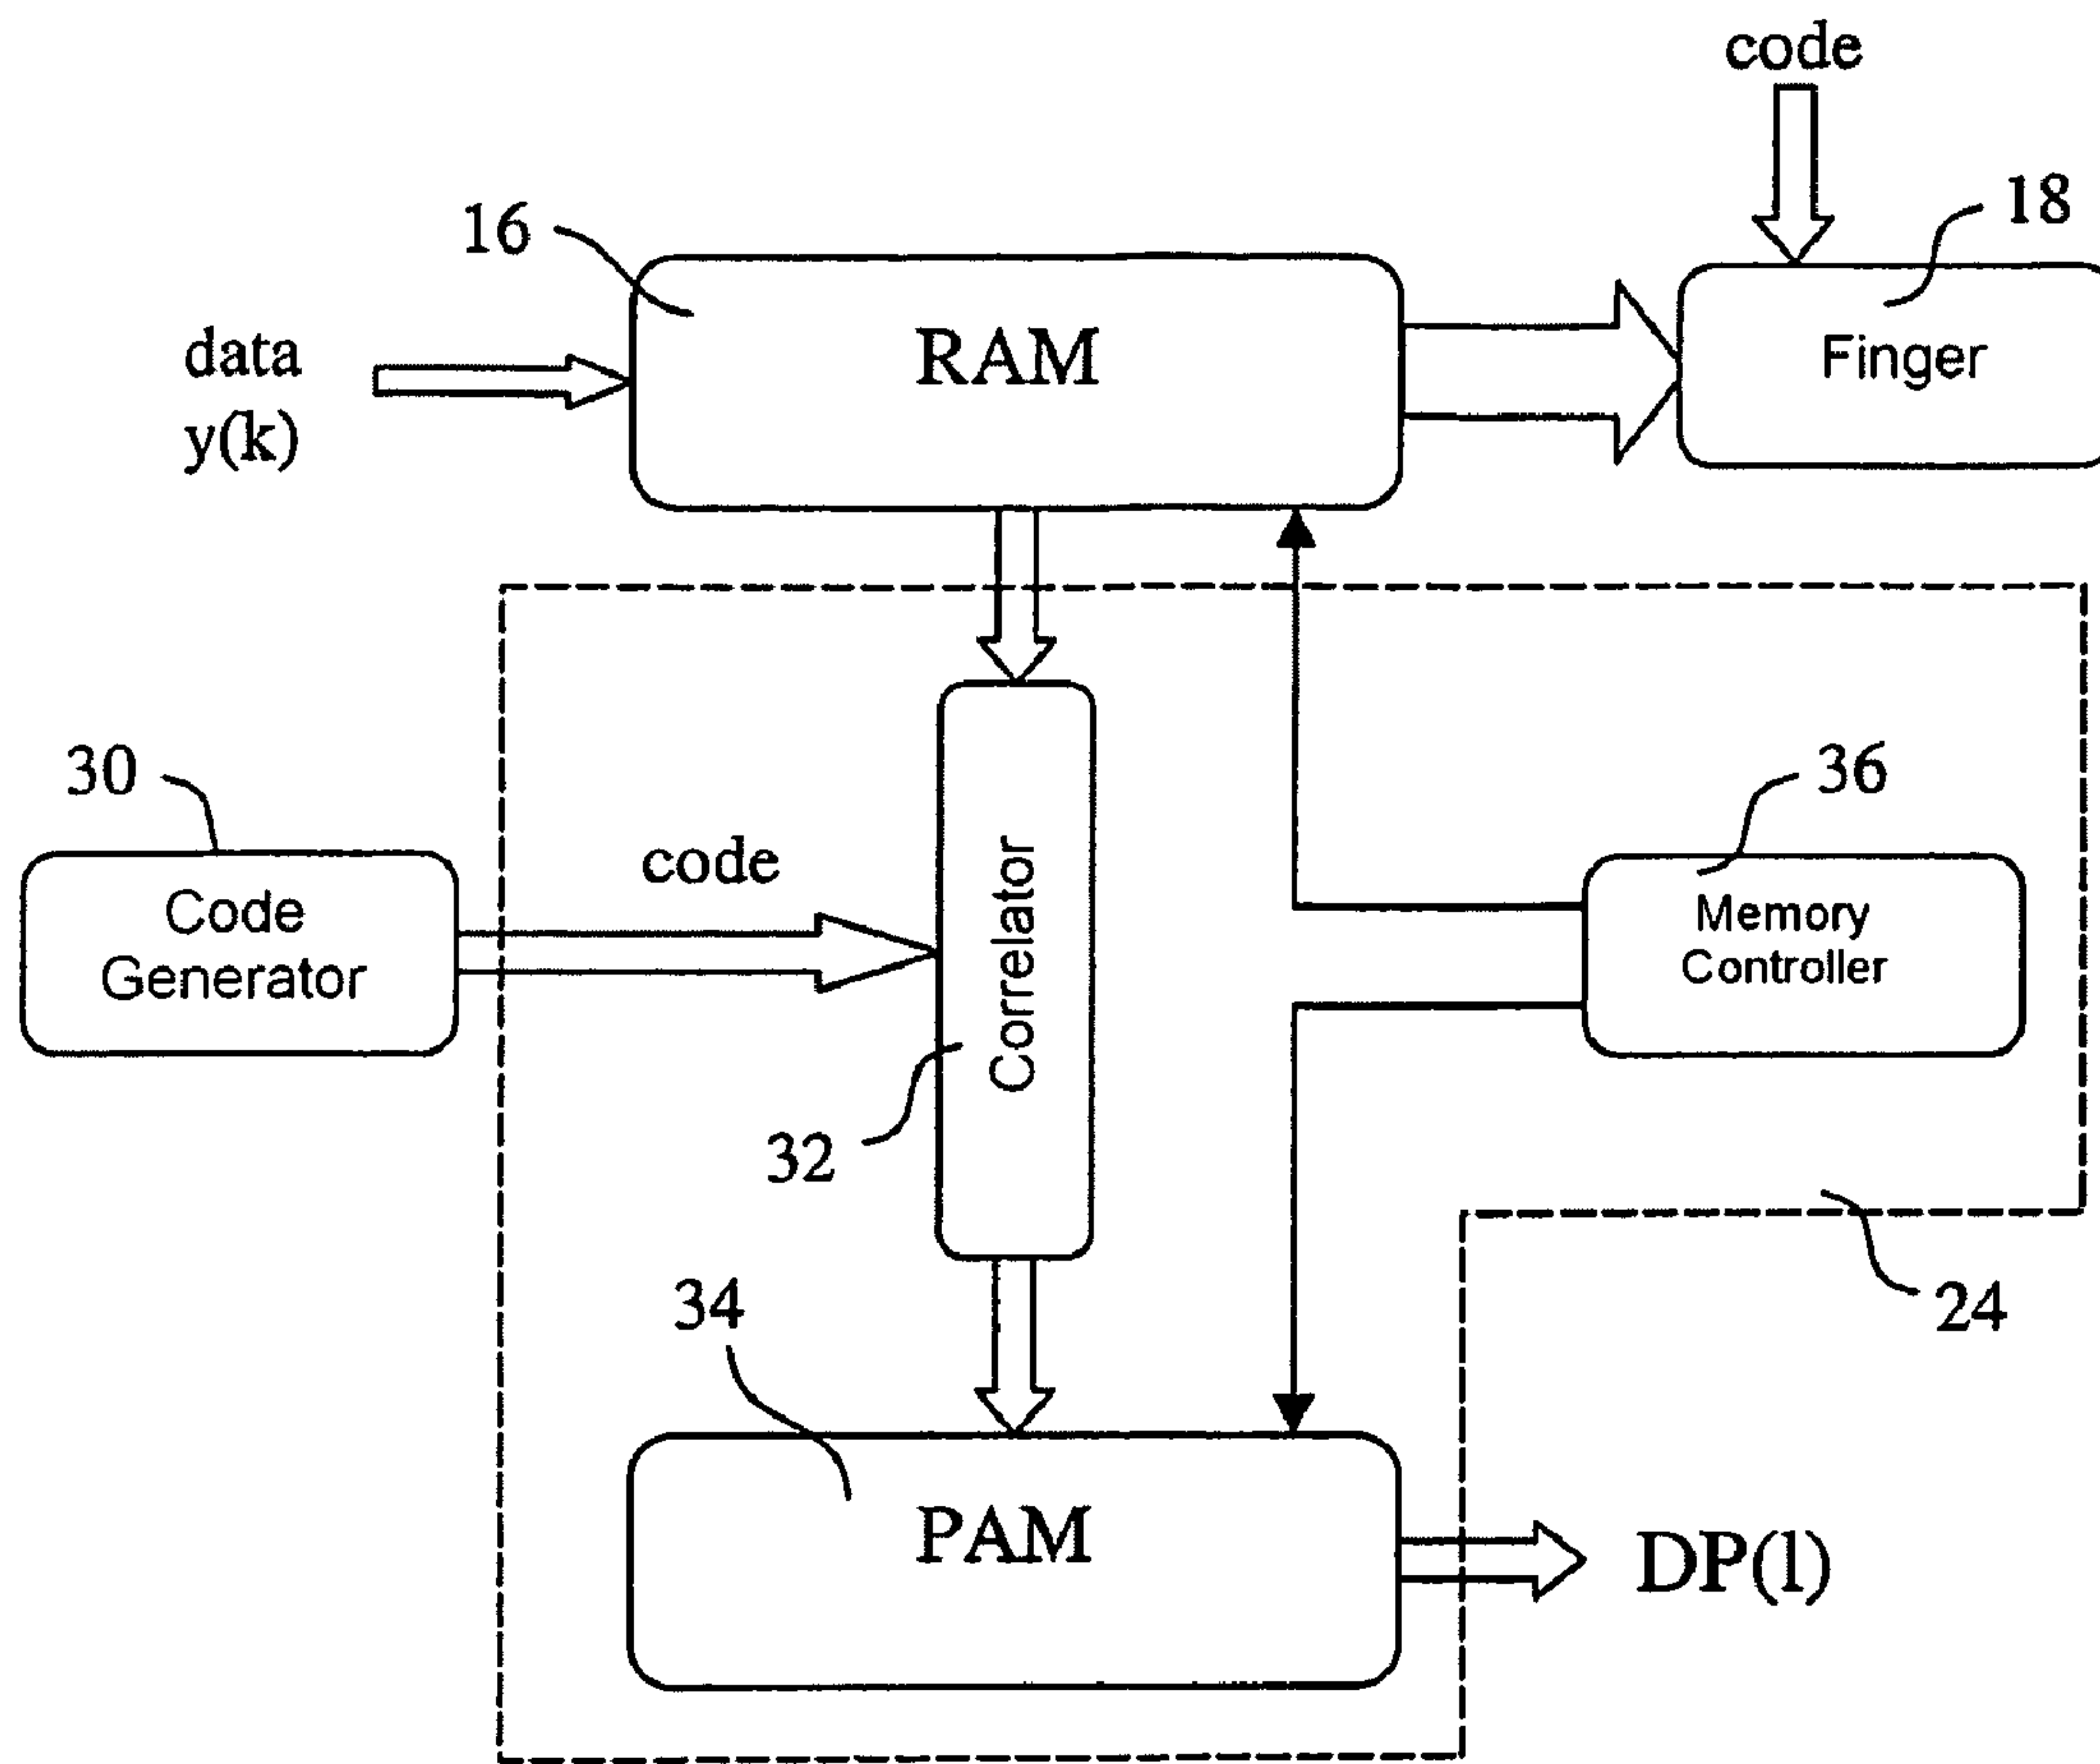 code
16
18
data
y(k)
RAM
Finger
30
36
code
Code
Generator
Correlator
Memory
Controller
32
34
24
PAM
DP(l)